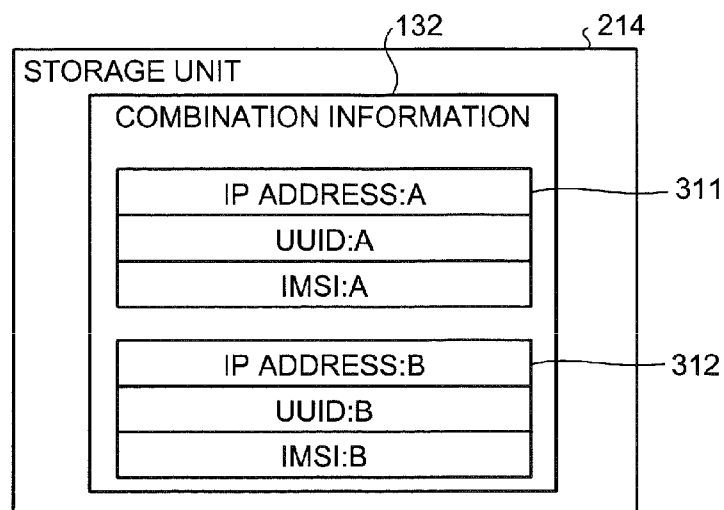 132
214
STORAGE UNIT
COMBINATION INFORMATION
IP ADDRESS:A
311
UUID:A
IMSI:A
IP ADDRESS:B
312
UUID:B
IMSI:B